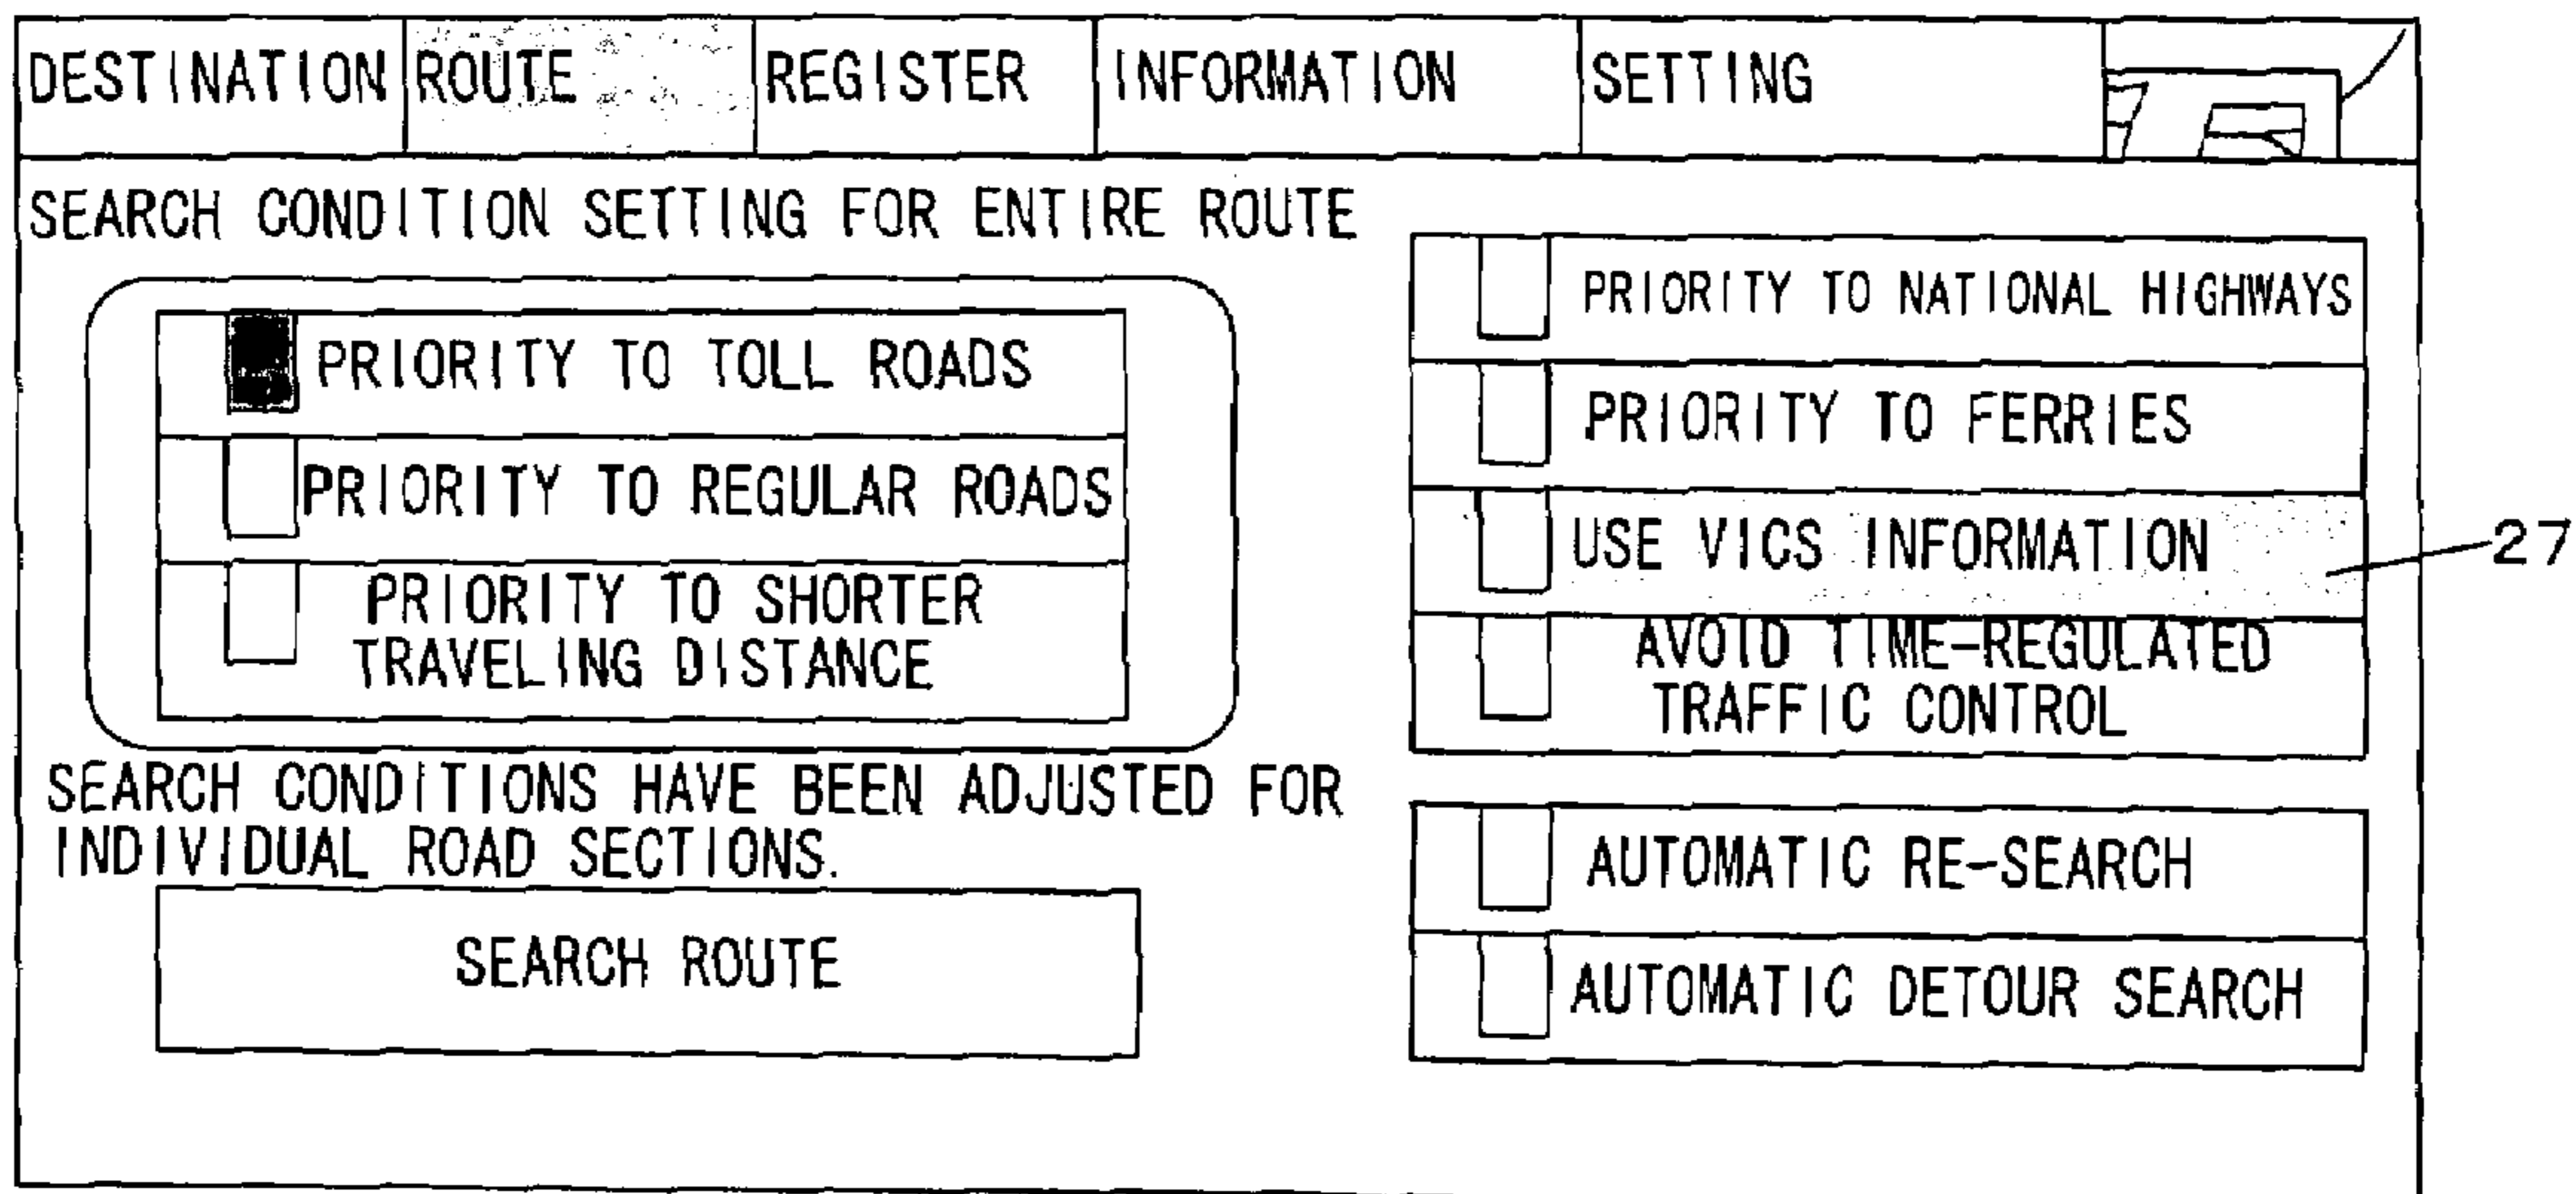 DESTINATION ROUTE REGISTER INFORMATION SETTING
SEARCH CONDITION SETTING FOR ENTIRE ROUTE
PRIORITY TO TOLL ROADS
PRIORITY TO REGULAR ROADS
PRIORITY TO SHORTER
TRAVELING DISTANCE
SEARCH CONDITIONS HAVE BEEN ADJUSTED FOR
INDIVIDUAL ROAD SECTIONS.
SEARCH ROUTE
PRIORITY TO NATIONAL HIGHWAYS
PRIORITY TO FERRIES
USE VICS INFORMATION
27
AVOID TIME-REGULATED
TRAFFIC CONTROL
AUTOMATIC RE-SEARCH
AUTOMATIC DETOUR SEARCH